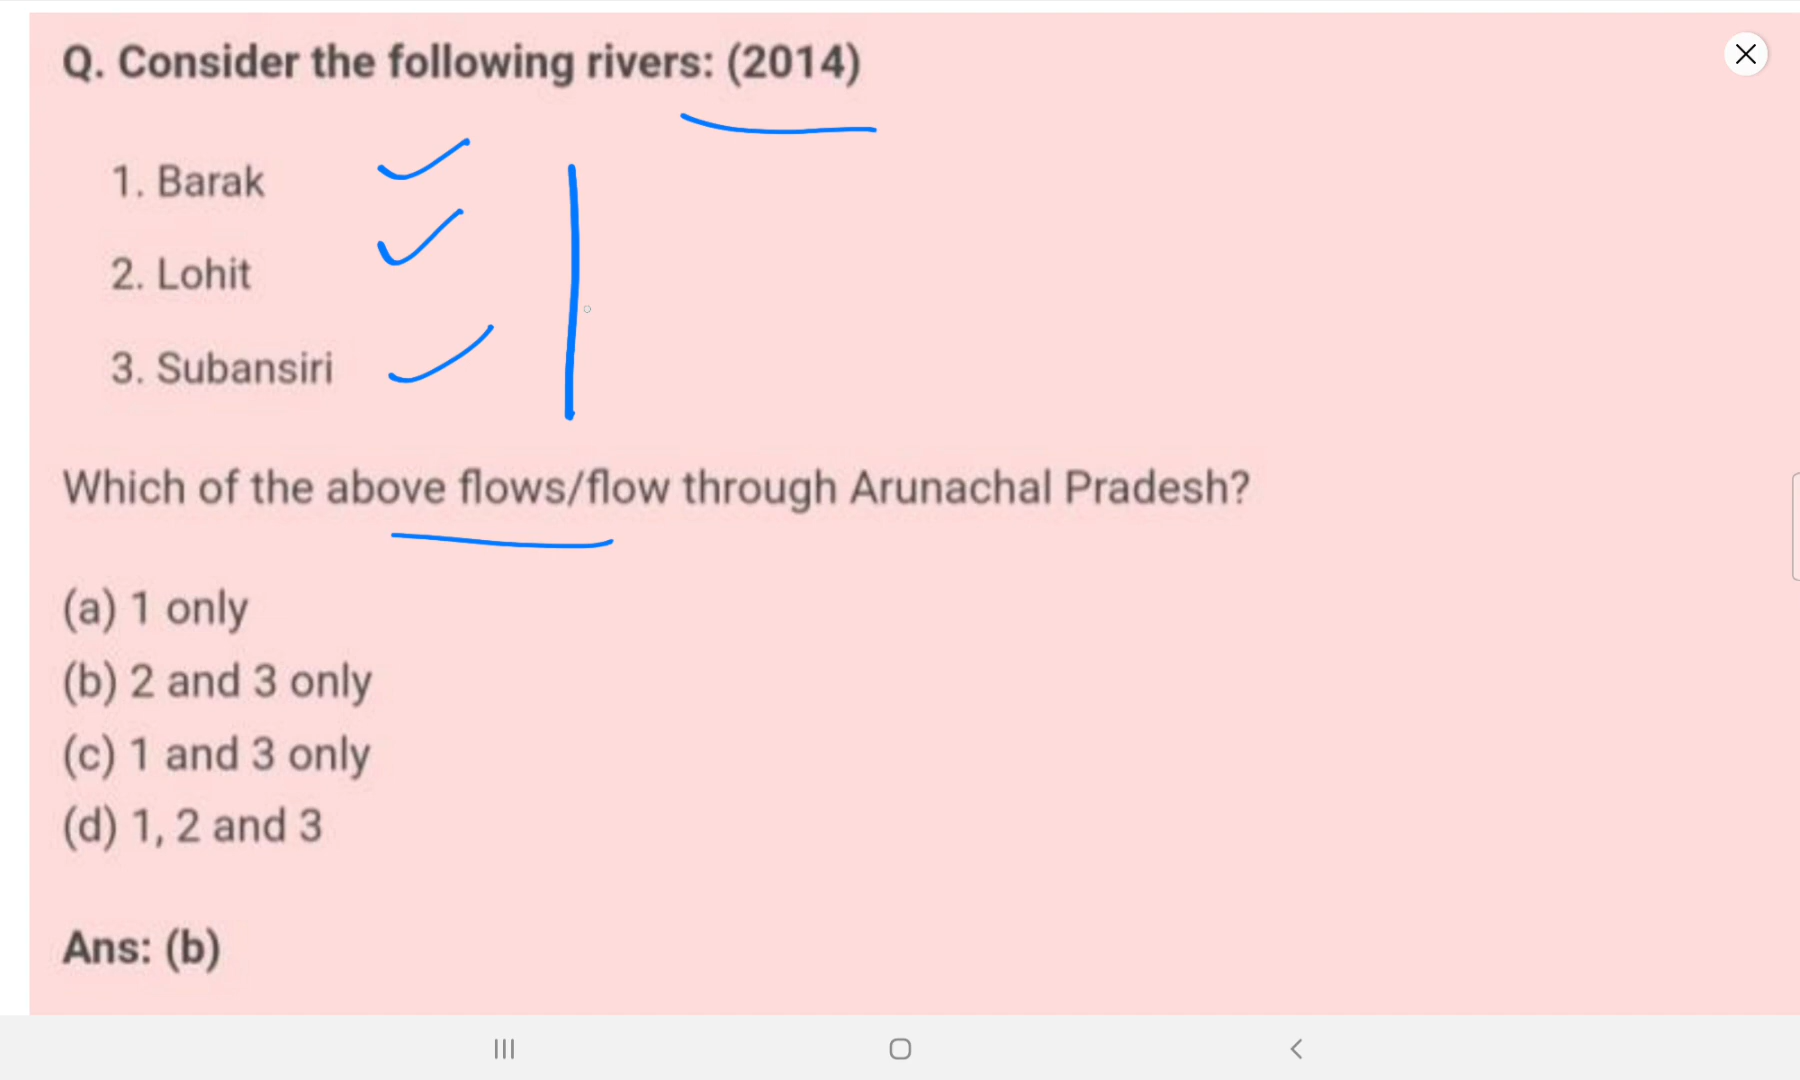 Q. Consider the following rivers: (2014)
1. Barak
2. Lohit
3. Subansiri
Which of the above flows/flow through Arunachal Pradesh?
(a) 1 only
(b) 2 and 3 only
(c) 1 and 3 only
(d) 1, 2 and 3
Ans: (b)